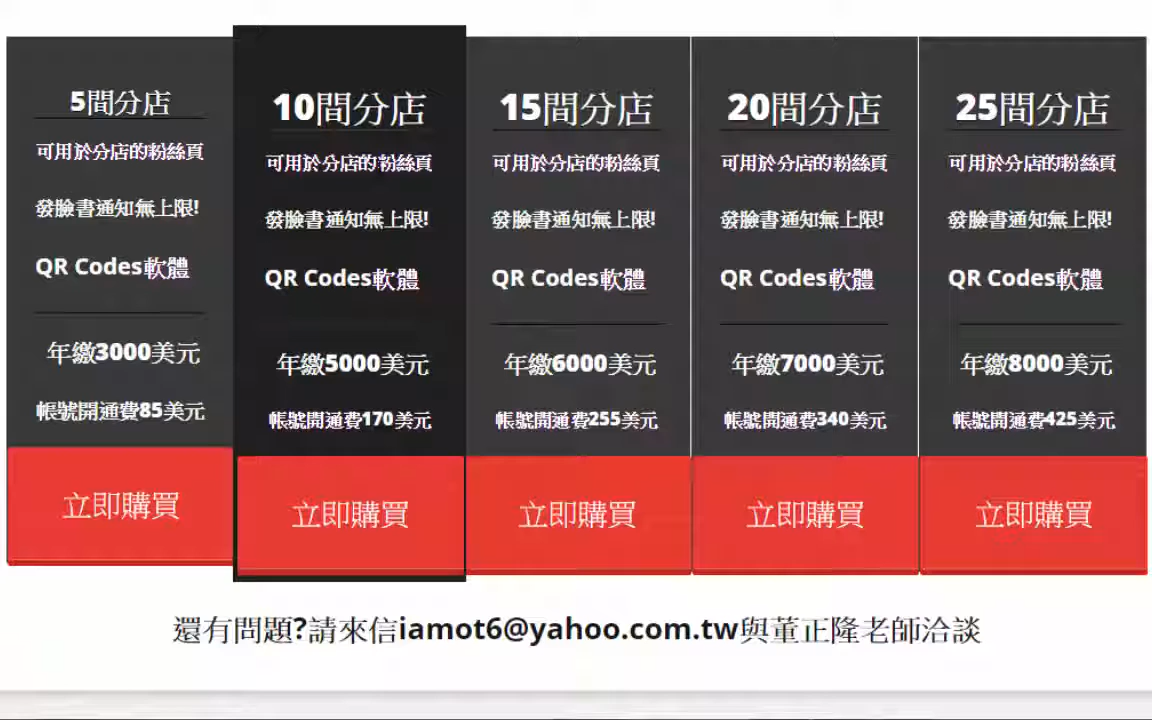 5間分店
可用於分店的粉絲頁
發臉書通知無上限!
QR Codes軟體
年繳3000美元
帳號開通費85美元
立即購買
10間分店
可用於分店的粉絲頁
發臉書通知無上限!
QR Codes軟體
年繳5000美元
帳號開通費170美元
立即購買
15間分店
可用於分店的粉絲頁
發臉書通知無上限!
QR Codes軟體
年繳6000美元
帳號開通費255美元
立即購買
20間分店
可用於分店的粉絲頁
發臉書通知無上限!
QR Codes軟體
年繳7000美元
帳號開通費340美元
立即購買
25間分店
可用於分店的粉絲頁
發臉書通知無上限!
QR Codes軟體
年繳8000美元
帳號開通費425美元
立即購買
還有問題?請來信iamot6@yahoo.com.tw與董正隆老師洽談